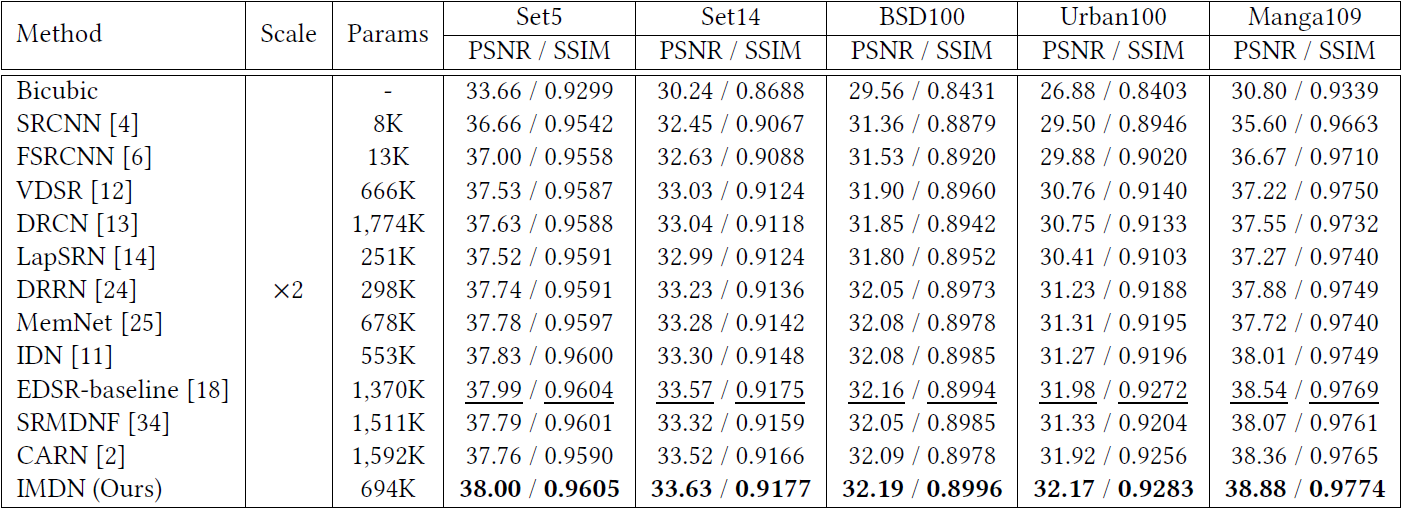 Method Scale Params Set5 Set14 BSD100 Urban100 Manga109
PSNR / SSIM PSNR / SSIM PSNR / SSIM PSNR / SSIM PSNR / SSIM
Bicubic - 33.66 / 0.9299 30.24 / 0.8688 29.56 / 0.8431 26.88 / 0.8403 30.80 / 0.9339
SRCNN [4] 8K 36.66 / 0.9542 32.45 / 0.9067 31.36 / 0.8879 29.50 / 0.8946 35.60 / 0.9663
FSRCNN [6] 13K 37.00 / 0.9558 32.63 / 0.9088 31.53 / 0.8920 29.88 / 0.9020 36.67 / 0.9710
VDSR [12] 666K 37.53 / 0.9587 33.03 / 0.9124 31.90 / 0.8960 30.76 / 0.9140 37.22 / 0.9750
DRCN [13] 1,774K 37.63 / 0.9588 33.04 / 0.9118 31.85 / 0.8942 30.75 / 0.9133 37.55 / 0.9732
LapSRN [14] 251K 37.52 / 0.9591 32.99 / 0.9124 31.80 / 0.8952 30.41 / 0.9103 37.27 / 0.9740
DRRN [24] ×2 298K 37.74 / 0.9591 33.23 / 0.9136 32.05 / 0.8973 31.23 / 0.9188 37.88 / 0.9749
MemNet [25] 678K 37.78 / 0.9597 33.28 / 0.9142 32.08 / 0.8978 31.31 / 0.9195 37.72 / 0.9740
IDN [11] 553K 37.83 / 0.9600 33.30 / 0.9148 32.08 / 0.8985 31.27 / 0.9196 38.01 / 0.9749
EDSR-baseline [18] 1,370K 37.99 / 0.9604 33.57 / 0.9175 32.16 / 0.8994 31.98 / 0.9272 38.54 / 0.9769
SRMDNF [34] 1,511K 37.79 / 0.9601 33.32 / 0.9159 32.05 / 0.8985 31.33 / 0.9204 38.07 / 0.9761
CARN [2] 1,592K 37.76 / 0.9590 33.52 / 0.9166 32.09 / 0.8978 31.92 / 0.9256 38.36 / 0.9765
IMDN (Ours) 694K 38.00 / 0.9605 33.63 / 0.9177 32.19 / 0.8996 32.17 / 0.9283 38.88 / 0.9774